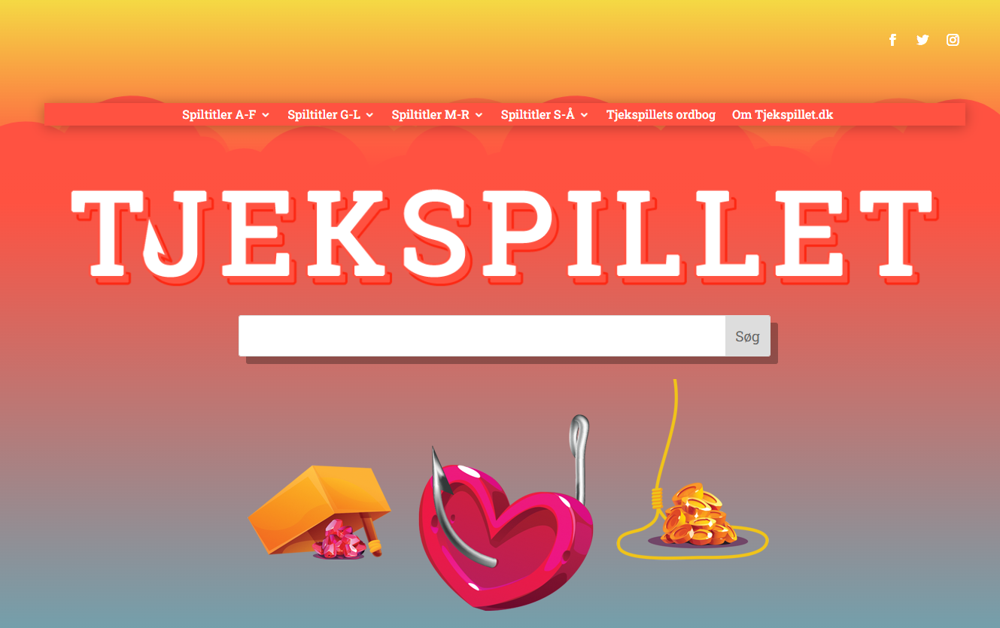 Spiltitler A-F Spiltitler G-L Spiltitler M-R Spiltitler S-Å Tjekspillets ordbog Om Tjekspillet.dk
TJEKSPILLET
Søg